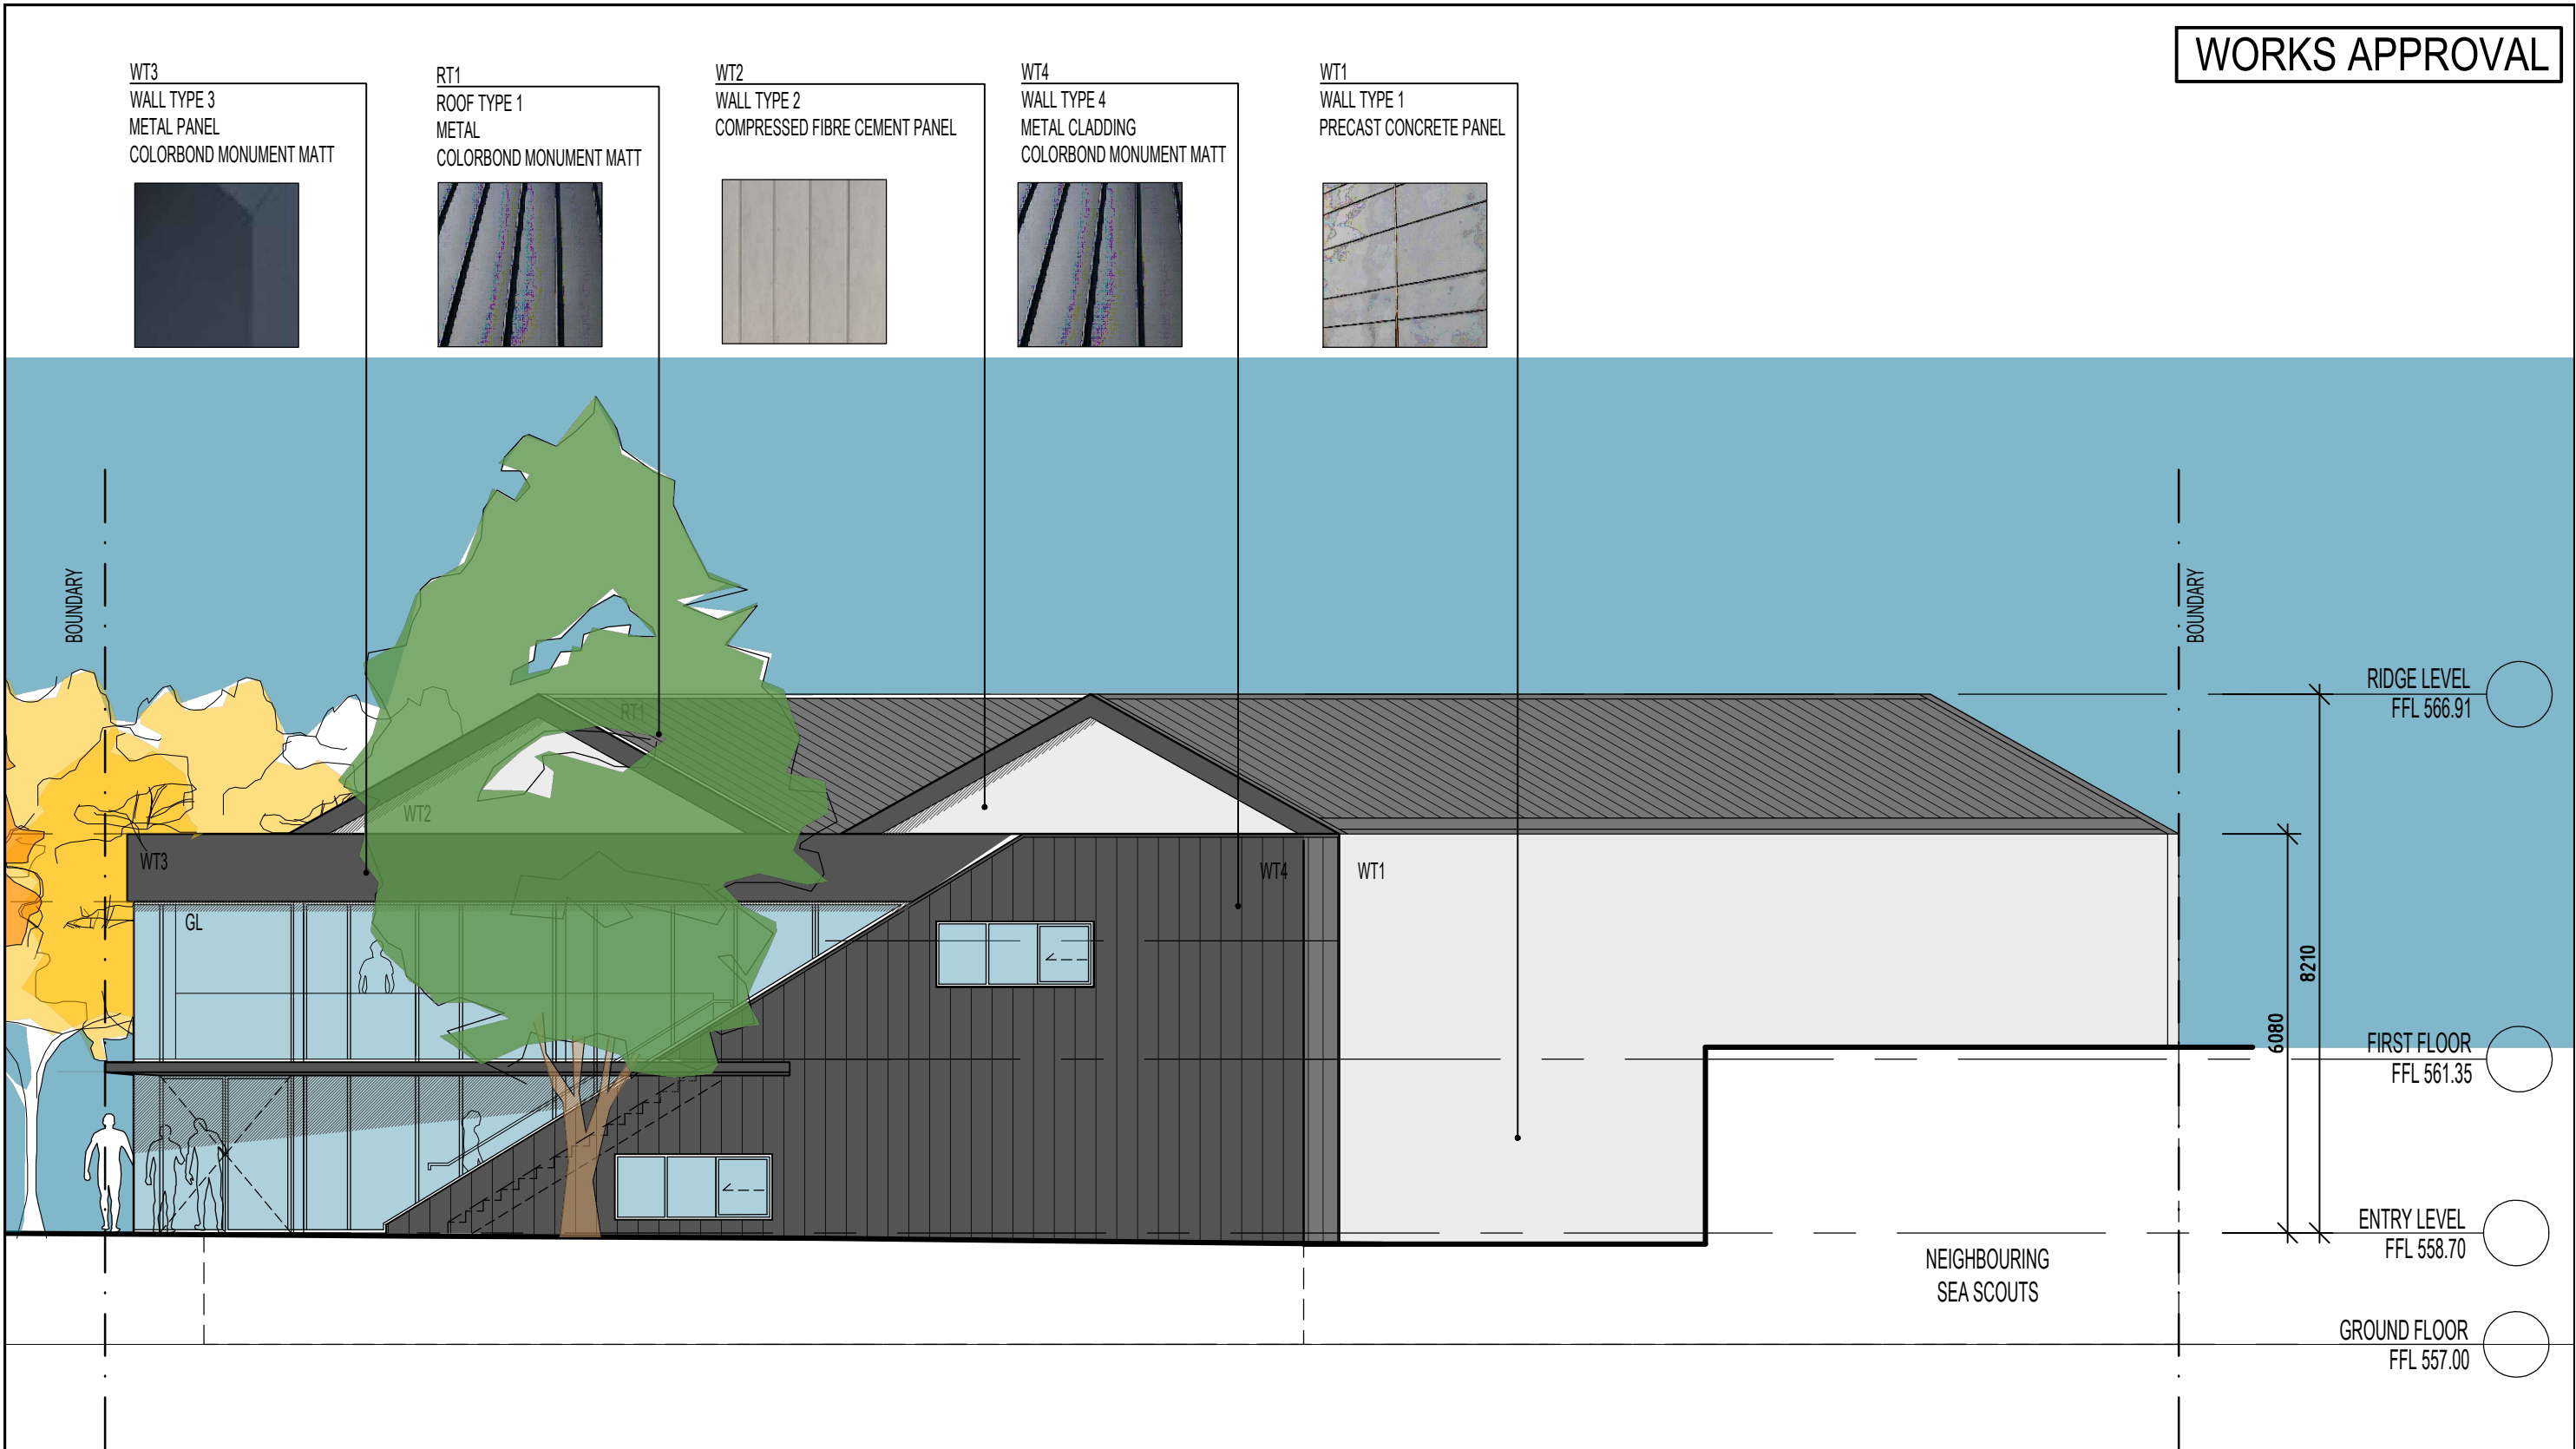 WORKS APPROVAL
WT3
WALL TYPE 3
METAL PANEL
COLORBOND MONUMENT MATT
RT1
ROOF TYPE 1
METAL
COLORBOND MONUMENT MATT
WT2
WALL TYPE 2
COMPRESSED FIBRE CEMENT PANEL
WT4
WALL TYPE 4
METAL CLADDING
COLORBOND MONUMENT MATT
WT1
WALL TYPE 1
PRECAST CONCRETE PANEL
BOUNDARY
BOUNDARY
RIDGE LEVEL
FFL 566.91
RT1
WT2
WT3
WT4
WT1
GL
8210
6080
FIRST FLOOR
FFL 561.35
ENTRY LEVEL
FFL 558.70
NEIGHBOURING
SEA SCOUTS
GROUND FLOOR
FFL 557.00